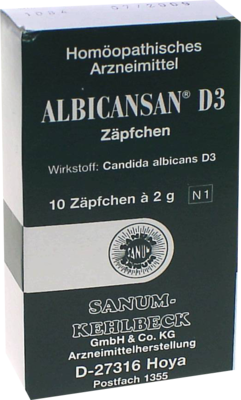 Homöopathisches
Arzneimittel
ALBICANSAN® D3
Zäpfchen
Wirkstoff: Candida albicans D3
10 Zäpfchen à 2 g N1
SANUM
SANUM-
KEHLBECK
GmbH & Co. KG
Arzneimittelherstellung
D-27316 Hoya
Postfach 1355